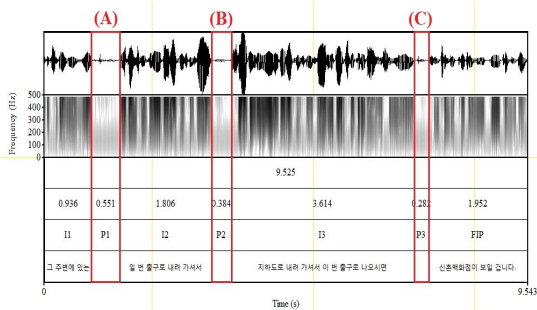 (A) (B) (C)
500
400
300
200
100
0
Frequency (Hz)
9.525
0.936 0.551 1.806 0.384 3.614 0.282 1.952
I1 P1 I2 P2 I3 P3 FIP
그 주변에 있는 일 번 출구로 내려 가셔서 지하도로 내려 가셔서 이 번 출구로 나오시면 신촌백화점이 보일 겁니다.
0 9.543
Time (s)